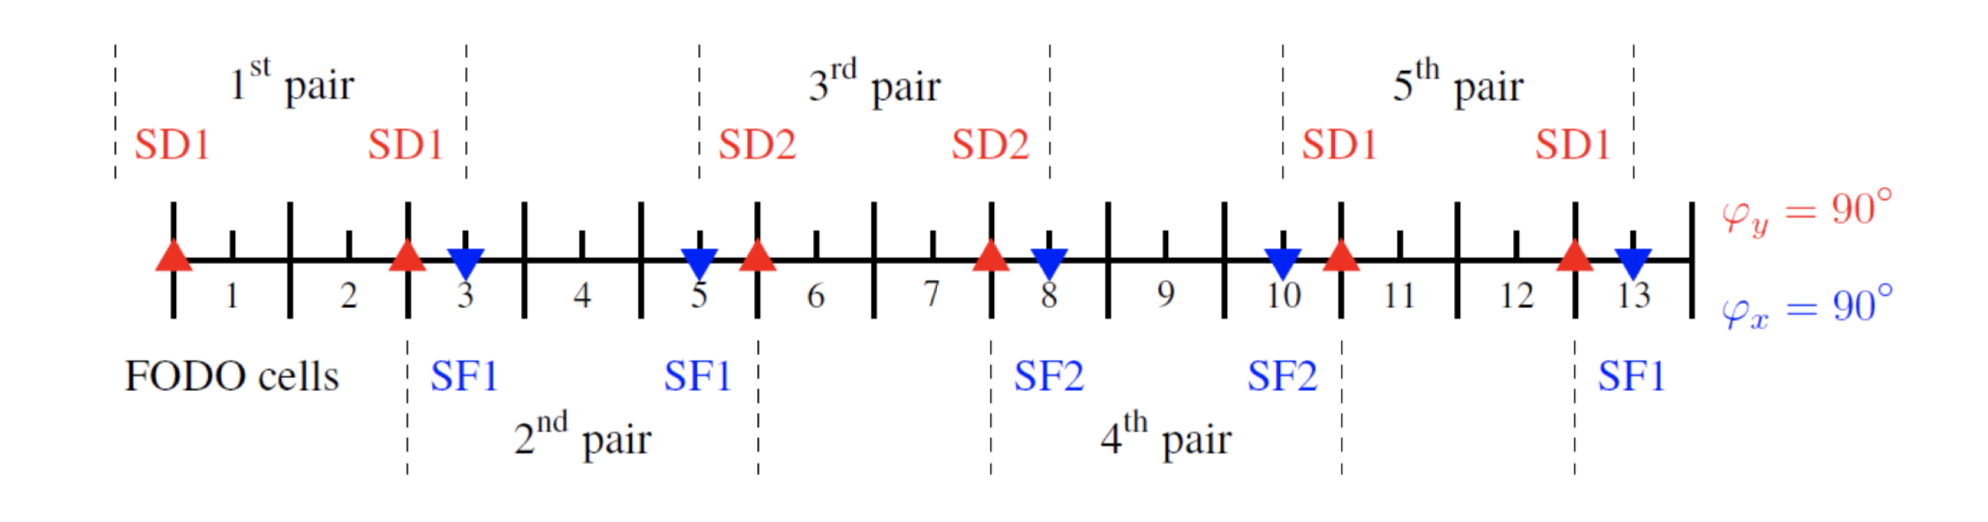 1st pair 3rd pair 5th pair
SD1 SD1 SD2 SD2 SD1 SD1
φy = 90°
1 2 3 4 5 6 7 8 9 10 11 12 13
φx = 90°
FODO cells SF1 SF1 SF2 SF2 SF1
2nd pair 4th pair